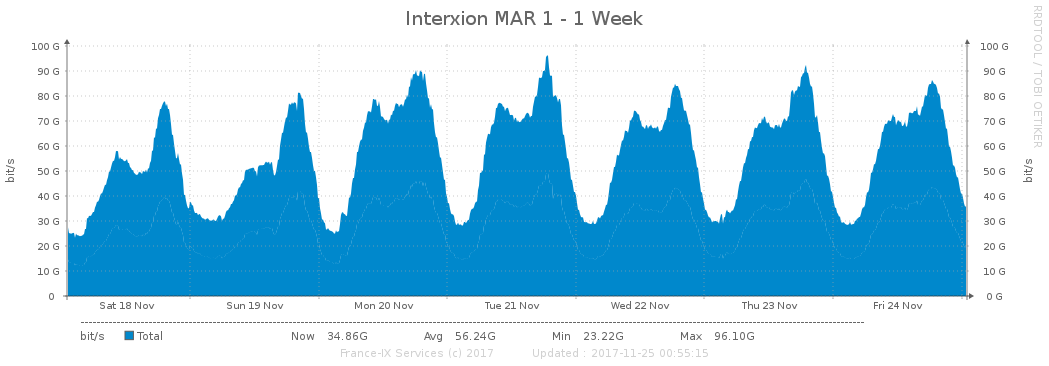 Interxion MAR 1 - 1 Week
RRDTOOL / TOBI OETIKER
bit/s
100 G
90 G
80 G
70 G
60 G
50 G
40 G
30 G
20 G
10 G
0
100 G
90 G
80 G
70 G
60 G
50 G
40 G
30 G
20 G
10 G
0 G
bit/s
Sat 18 Nov Sun 19 Nov Mon 20 Nov Tue 21 Nov Wed 22 Nov Thu 23 Nov Fri 24 Nov
bit/s Total Now 34.86G Avg 56.24G Min 23.22G Max 96.10G
France-IX Services (c) 2017 Updated : 2017-11-25 00:55:15